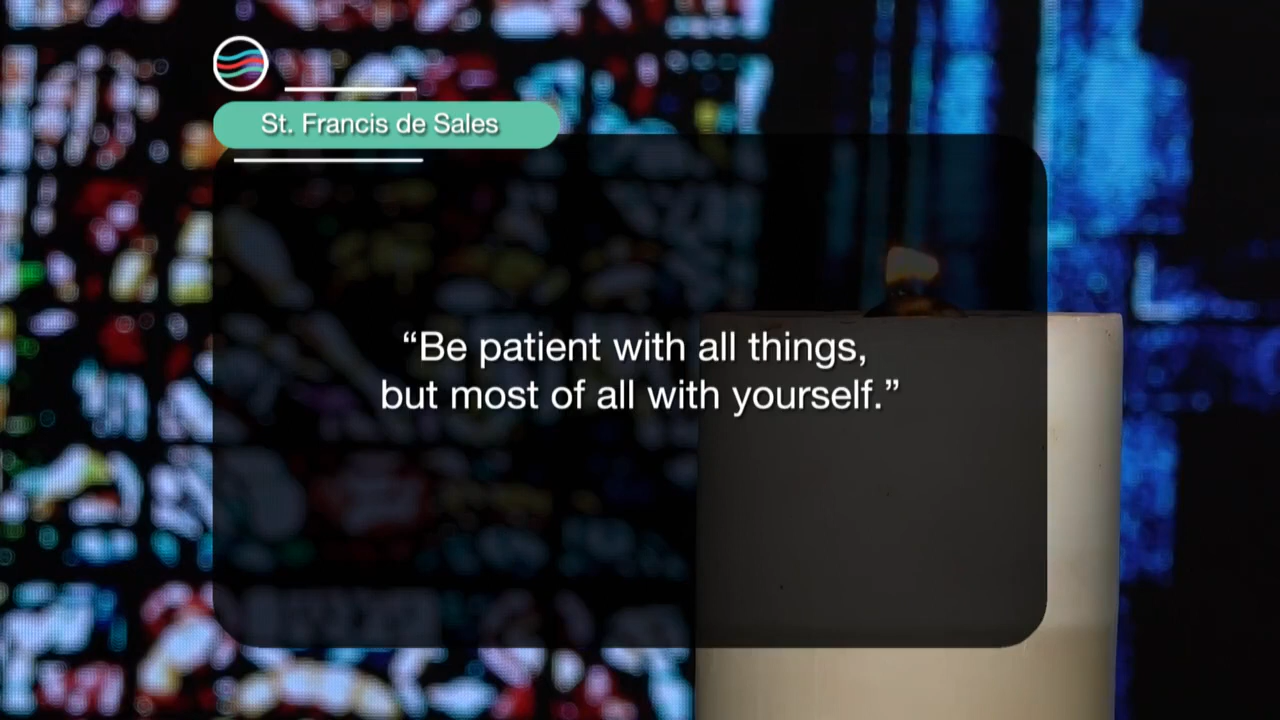 St. Francis de Sales
“Be patient with all things,
but most of all with yourself.”